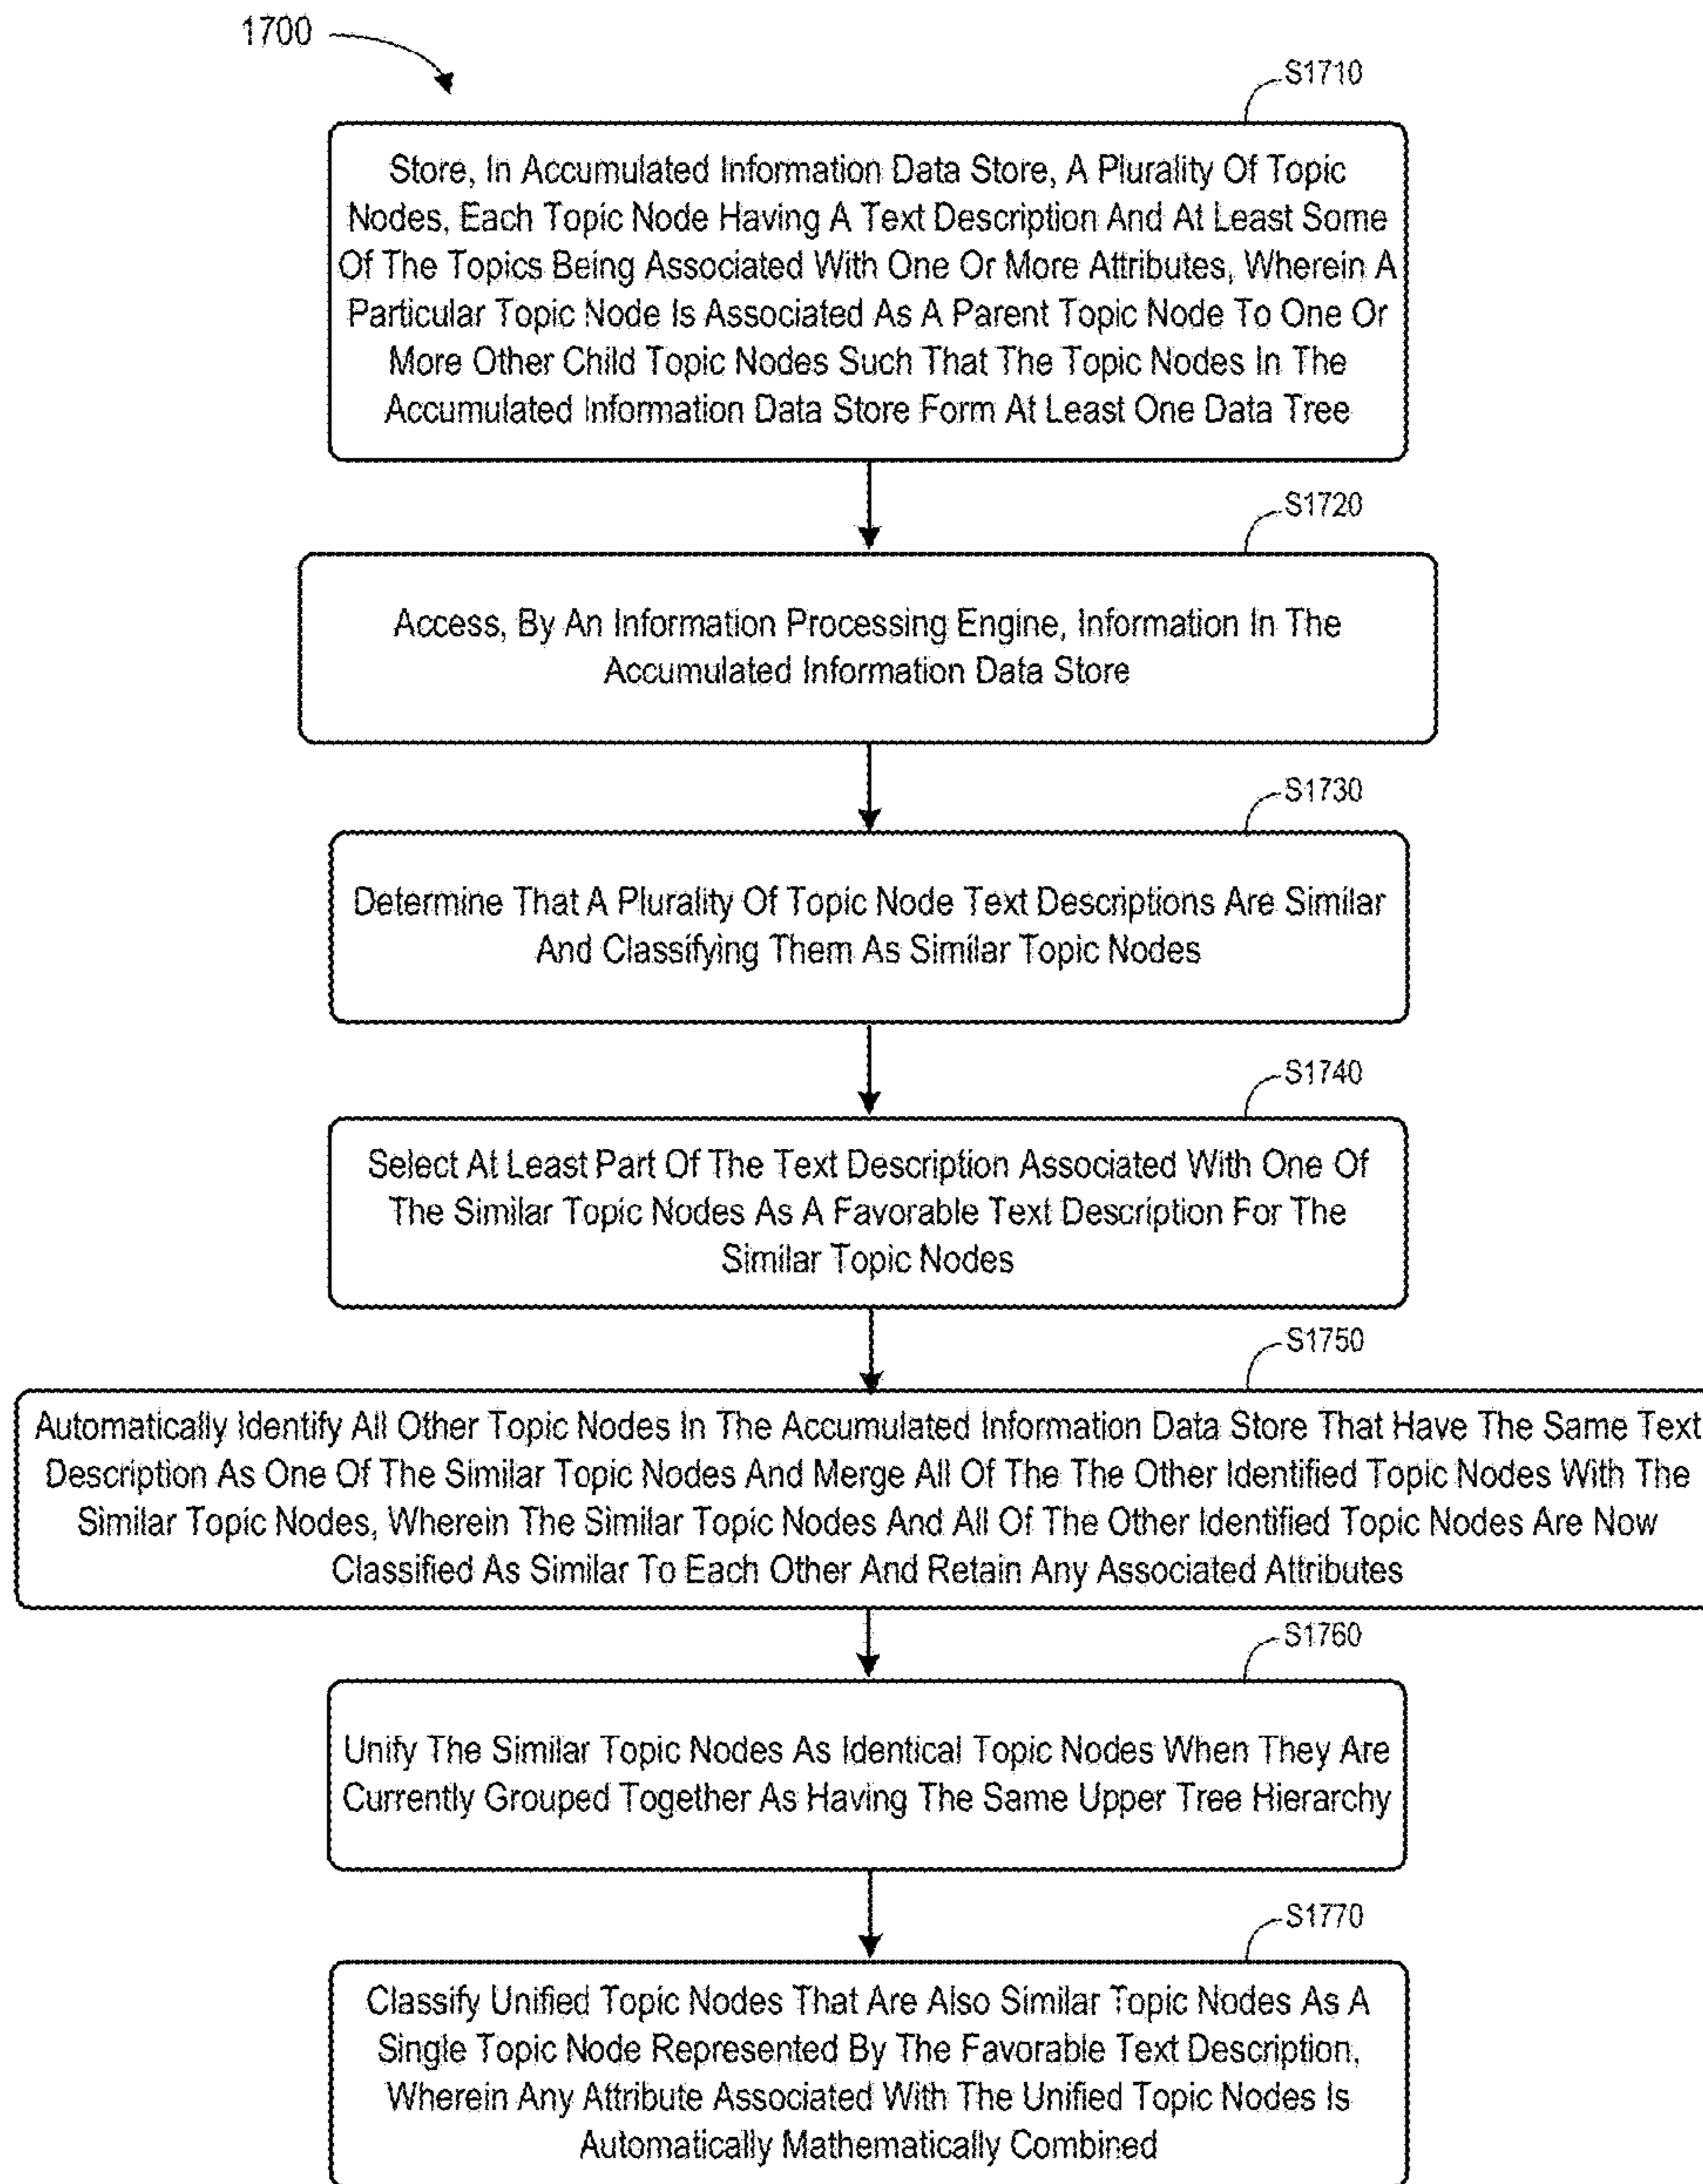 1700
S1710
Store, In Accumulated Information Data Store, A Plurality Of Topic
Nodes, Each Topic Node Having A Text Description And At Least Some
Of The Topics Being Associated With One Or More Attributes, Wherein A
Particular Topic Node Is Associated As A Parent Topic Node To One Or
More Other Child Topic Nodes Such That The Topic Nodes In The
Accumulated Information Data Store Form At Least One Data Tree
S1720
Access, By An Information Processing Engine, Information In The
Accumulated Information Data Store
S1730
Determine That A Plurality Of Topic Node Text Descriptions Are Similar
And Classifying Them As Similar Topic Nodes
S1740
Select At Least Part Of The Text Description Associated With One Of
The Similar Topic Nodes As A Favorable Text Description For The
Similar Topic Nodes
S1750
Automatically Identify All Other Topic Nodes In The Accumulated Information Data Store That Have The Same Text
Description As One Of The Similar Topic Nodes And Merge All Of The The Other Identified Topic Nodes With The
Similar Topic Nodes, Wherein The Similar Topic Nodes And All Of The Other Identified Topic Nodes Are Now
Classified As Similar To Each Other And Retain Any Associated Attributes
S1760
Unify The Similar Topic Nodes As Identical Topic Nodes When They Are
Currently Grouped Together As Having The Same Upper Tree Hierarchy
S1770
Classify Unified Topic Nodes That Are Also Similar Topic Nodes As A
Single Topic Node Represented By The Favorable Text Description,
Wherein Any Attribute Associated With The Unified Topic Nodes Is
Automatically Mathematically Combined